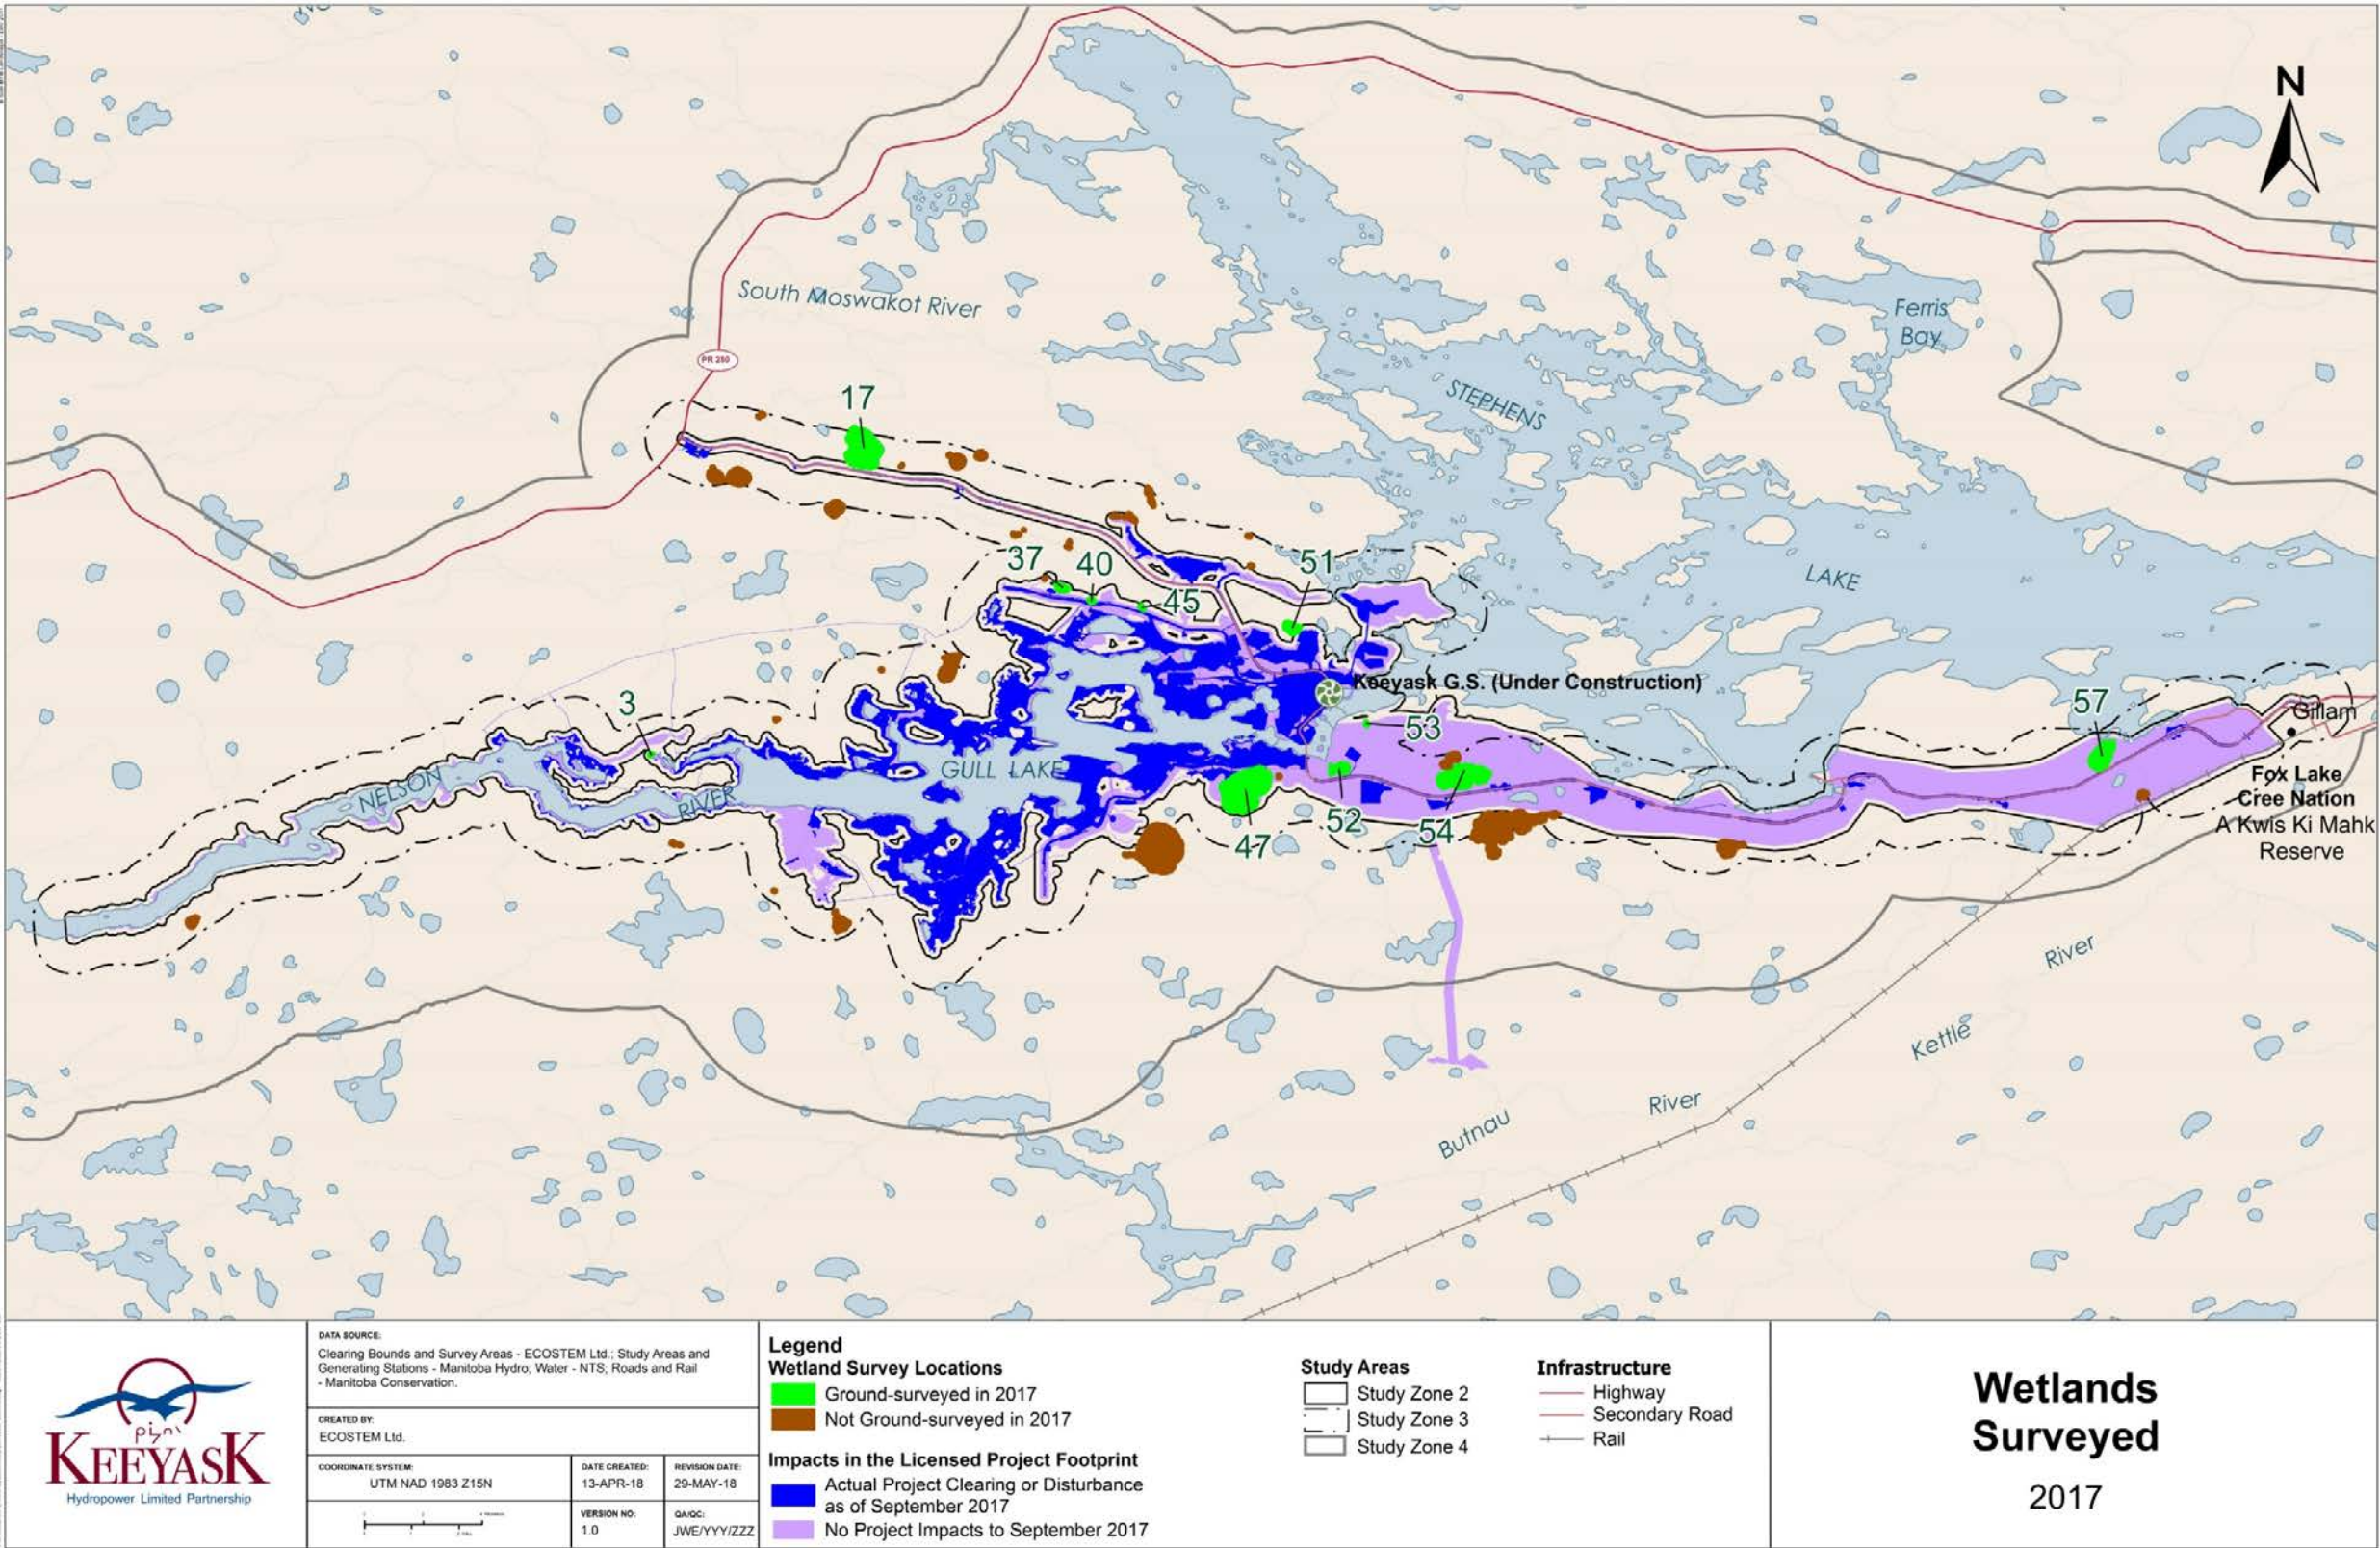 N
South Moswakot River
Ferris
Bay
PR 280
STEPHENS
17
LAKE
37
40
51
45
Keeyask G.S. (Under Construction)
3
53
57
Gillam
GULL LAKE
NELSON
RIVER
Fox Lake
Cree Nation
A Kwis Ki Mahk
Reserve
52
54
47
River
Kettle
River
Butnau
KEEYASK
Hydropower Limited Partnership
DATA SOURCE:
Clearing Bounds and Survey Areas - ECOSTEM Ltd.; Study Areas and
Generating Stations - Manitoba Hydro; Water - NTS; Roads and Rail
- Manitoba Conservation.
CREATED BY:
ECOSTEM Ltd.
COORDINATE SYSTEM:
UTM NAD 1983 Z15N
DATE CREATED:
13-APR-18
REVISION DATE:
29-MAY-18
VERSION NO:
1.0
QA/QC:
JWE/YYY/ZZZ
Legend
Wetland Survey Locations
Ground-surveyed in 2017
Not Ground-surveyed in 2017
Impacts in the Licensed Project Footprint
Actual Project Clearing or Disturbance
as of September 2017
No Project Impacts to September 2017
Study Areas
Study Zone 2
Study Zone 3
Study Zone 4
Infrastructure
Highway
Secondary Road
Rail
Wetlands
Surveyed
2017